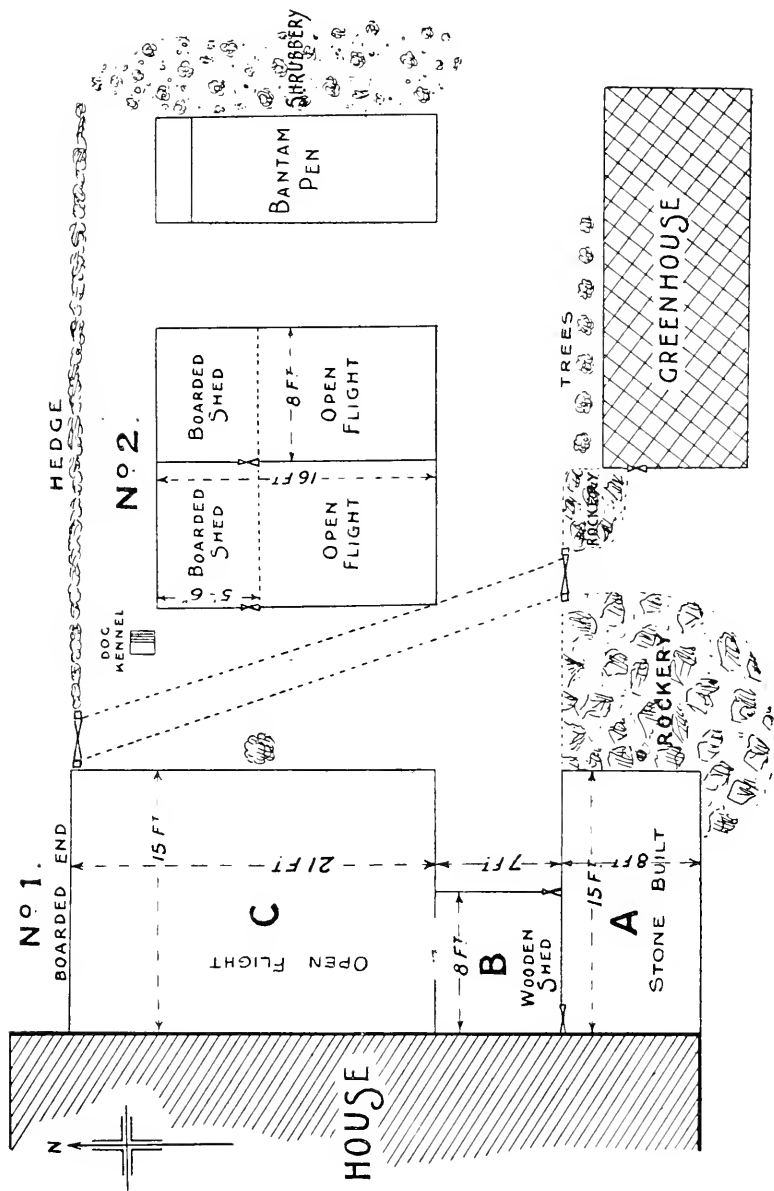 N
HOUSE
No 1.
BOARDED END
15 FT
21 FT
C
OPEN FLIGHT
8 FT
7 FT
B
WOODEN
SHED
15 FT
8 FT
A
STONE BUILT
HEDGE
No 2.
DOG
KENNEL
BOARDED
SHED
5·6
16 FT
OPEN
FLIGHT
BOARDED
SHED
8 FT
OPEN
FLIGHT
BANTAM
PEN
SHRUBBERY
ROCKERY
ROCKERY
TREES
GREENHOUSE